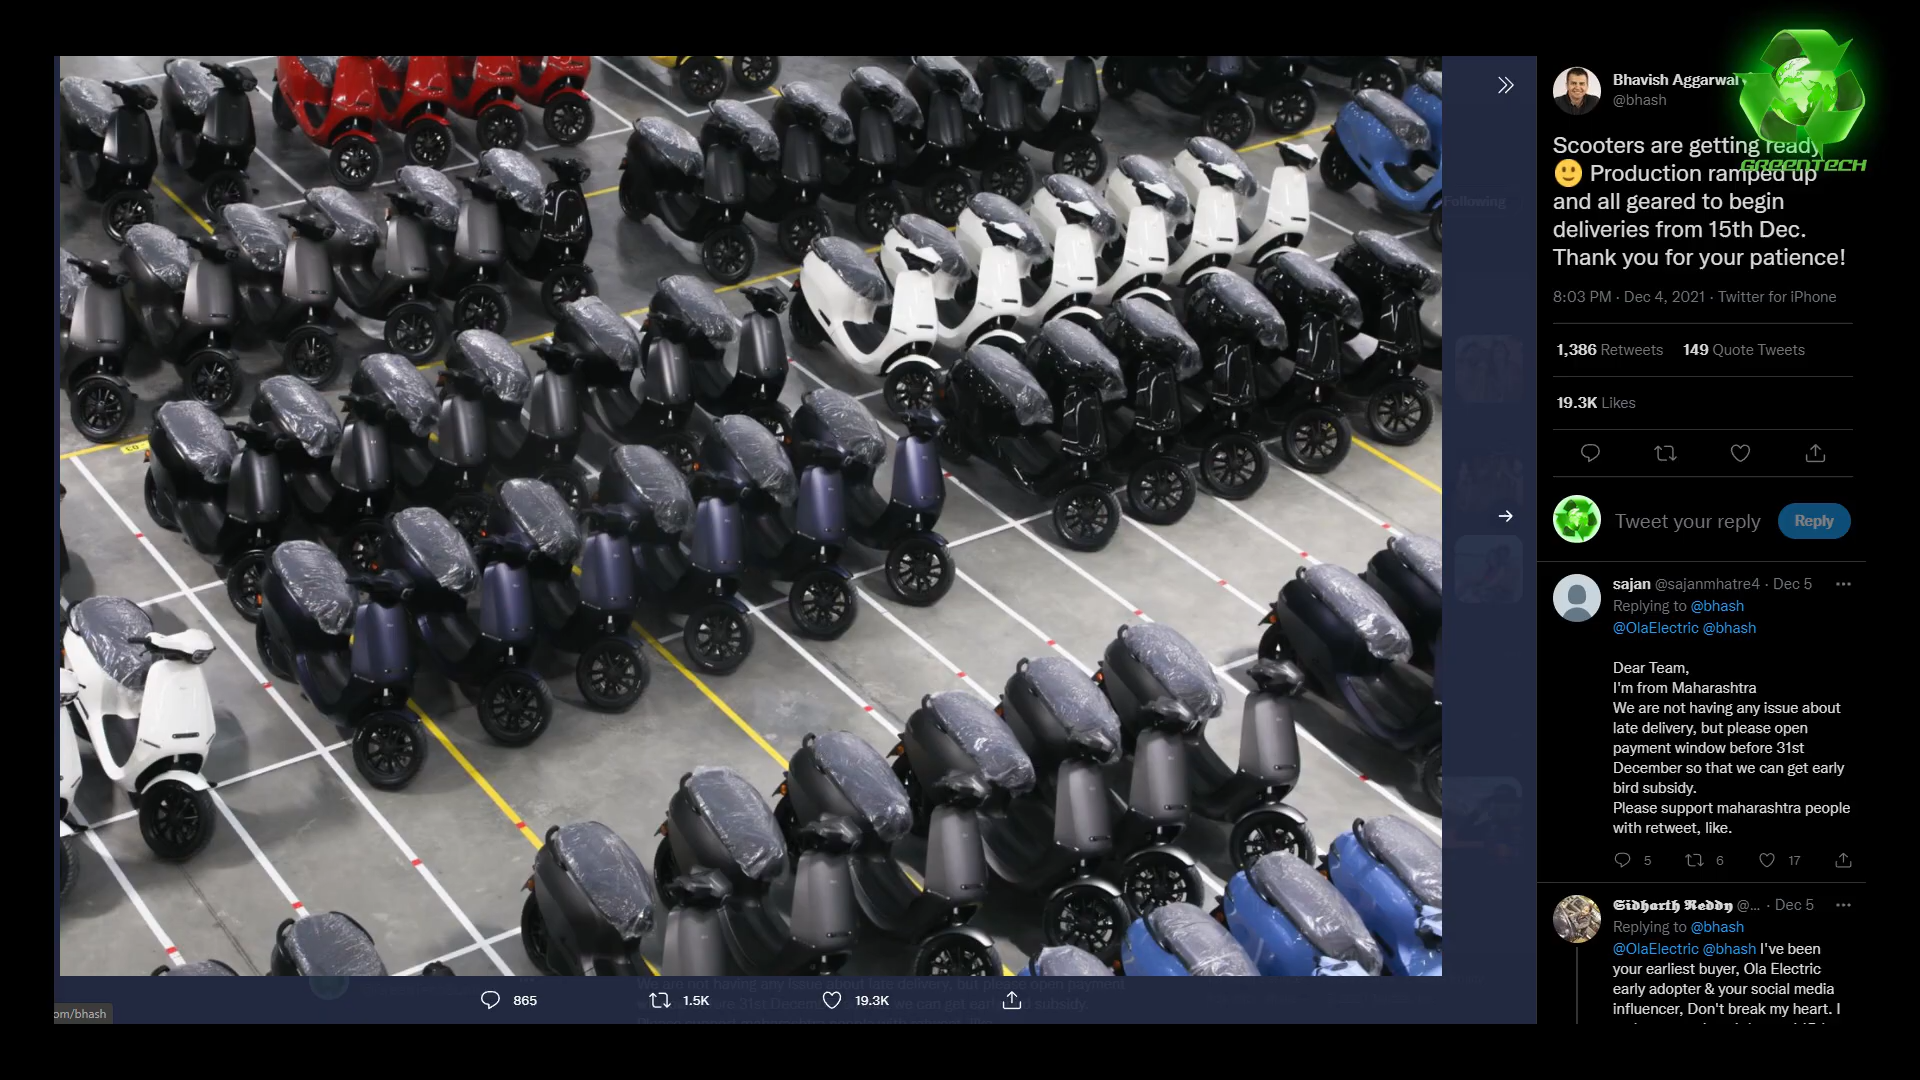 Bhavish Aggarwal
@bhash
GREENTECH
Scooters are getting ready
🙂 Production ramped up
and all geared to begin
deliveries from 15th Dec.
Thank you for your patience!
8:03 PM · Dec 4, 2021 · Twitter for iPhone
1,386 Retweets 149 Quote Tweets
19.3K Likes
Tweet your reply
Reply
sajan @sajanmhatre4 · Dec 5
Replying to @bhash
@OlaElectric @bhash
Dear Team,
I'm from Maharashtra
We are not having any issue about
late delivery, but please open
payment window before 31st
December so that we can get early
bird subsidy.
Please support maharashtra people
with retweet, like.
5 6 17
𝕾𝖎𝖉𝖍𝖆𝖗𝖙𝖍 𝕽𝖊𝖉𝖉𝖞 @... · Dec 5
Replying to @bhash
@OlaElectric @bhash I've been
your earliest buyer, Ola Electric
early adopter & your social media
influencer, Don't break my heart. I
Following
865 1.5K 19.3K
om/bhash